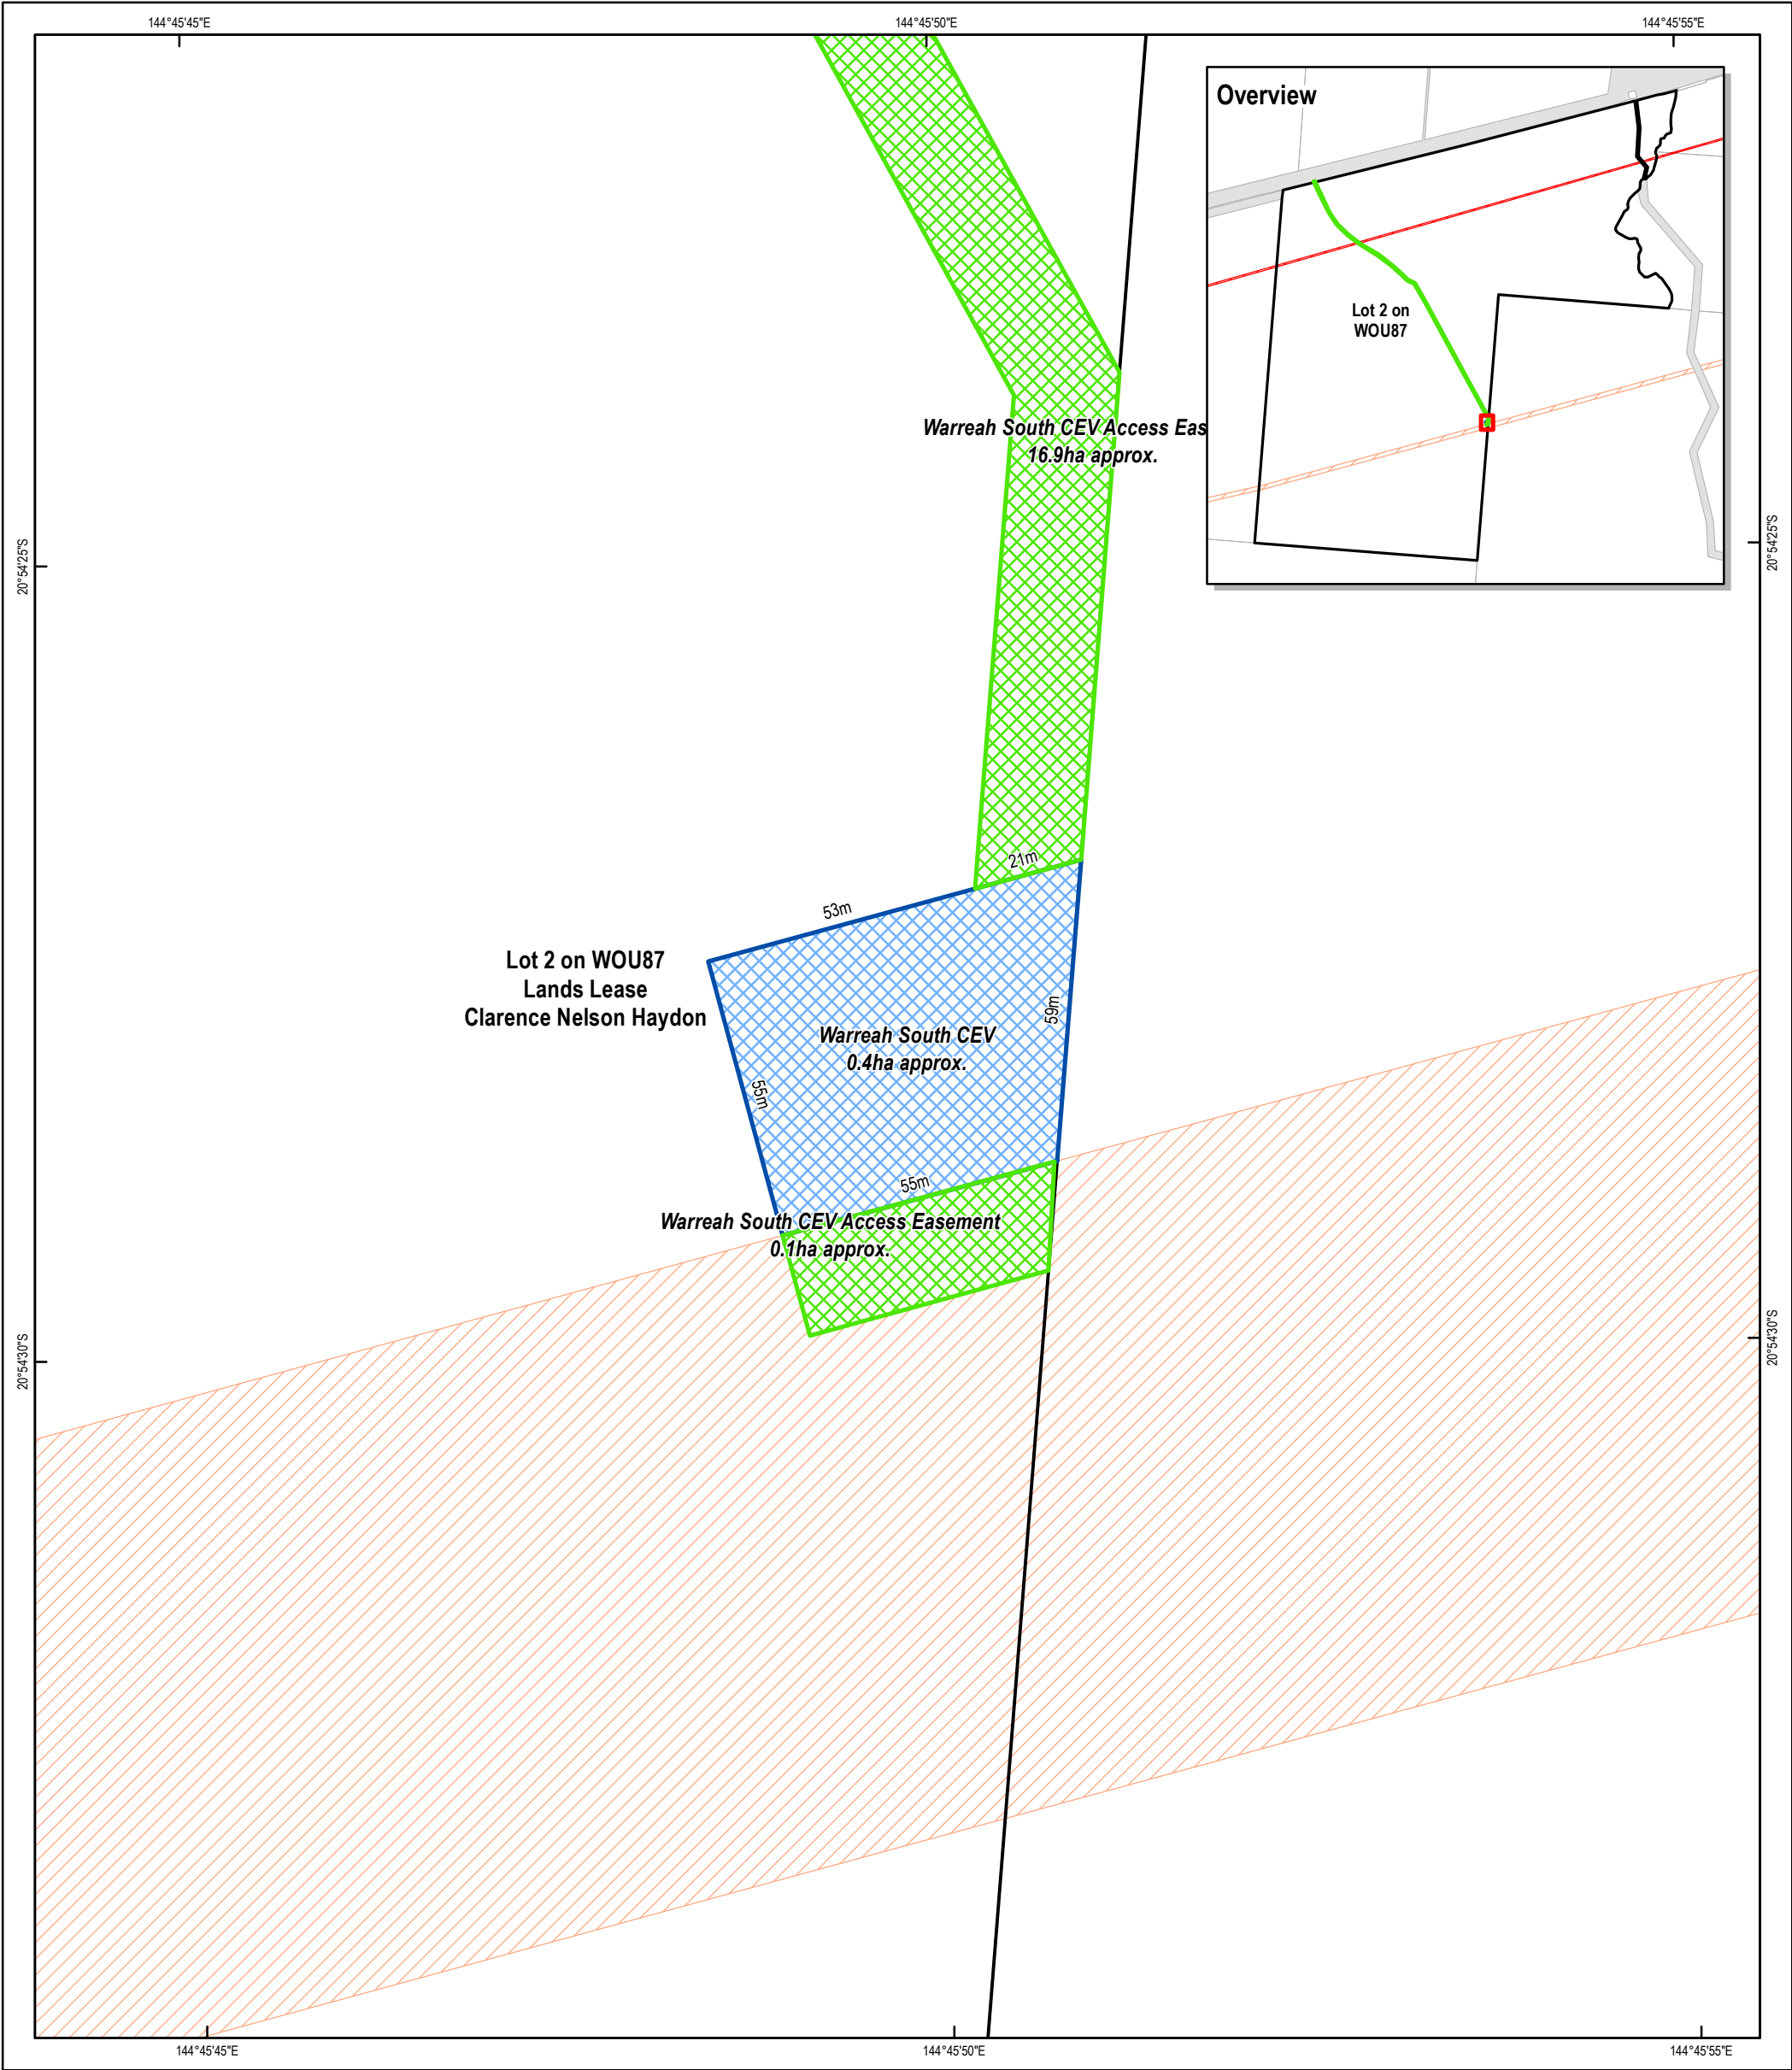 144°45'45"E
144°45'50"E
144°45'55"E
Overview
Lot 2 on
WOU87
Warreah South CEV Access Eas
16.9ha approx.
20°54'25"S
20°54'25"S
21m
53m
Lot 2 on WOU87
Lands Lease
Clarence Nelson Haydon
59m
Warreah South CEV
0.4ha approx.
55m
55m
Warreah South CEV Access Easement
0.1ha approx.
20°54'30"S
20°54'30"S
144°45'45"E
144°45'50"E
144°45'55"E